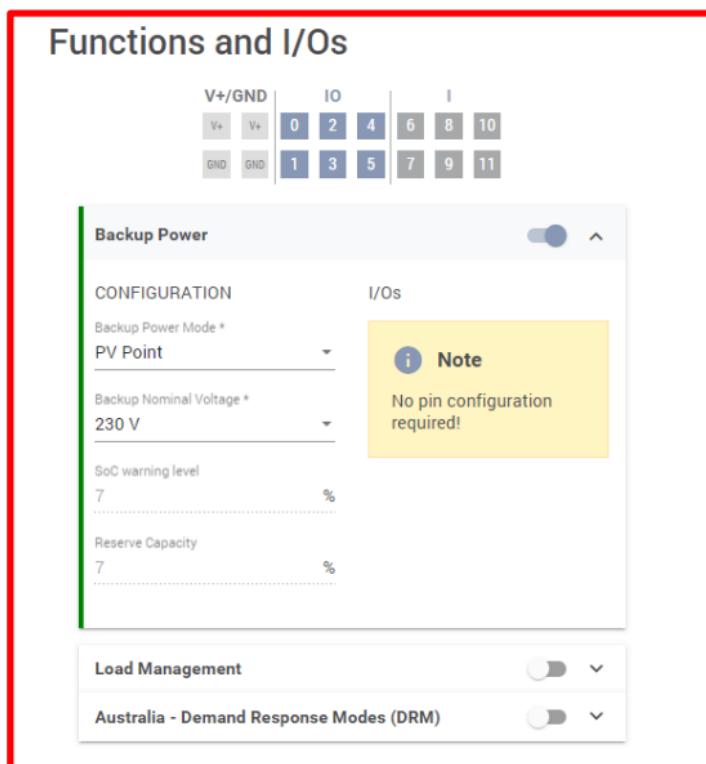 Functions and I/Os
V+/GND IO I
V+ V+ 0 2 4 6 8 10
GND GND 1 3 5 7 9 11
Backup Power
CONFIGURATION
Backup Power Mode *
PV Point
Backup Nominal Voltage *
230 V
SoC warning level
7 %
Reserve Capacity
7 %
I/Os
Note
No pin configuration
required!
Load Management
Australia - Demand Response Modes (DRM)